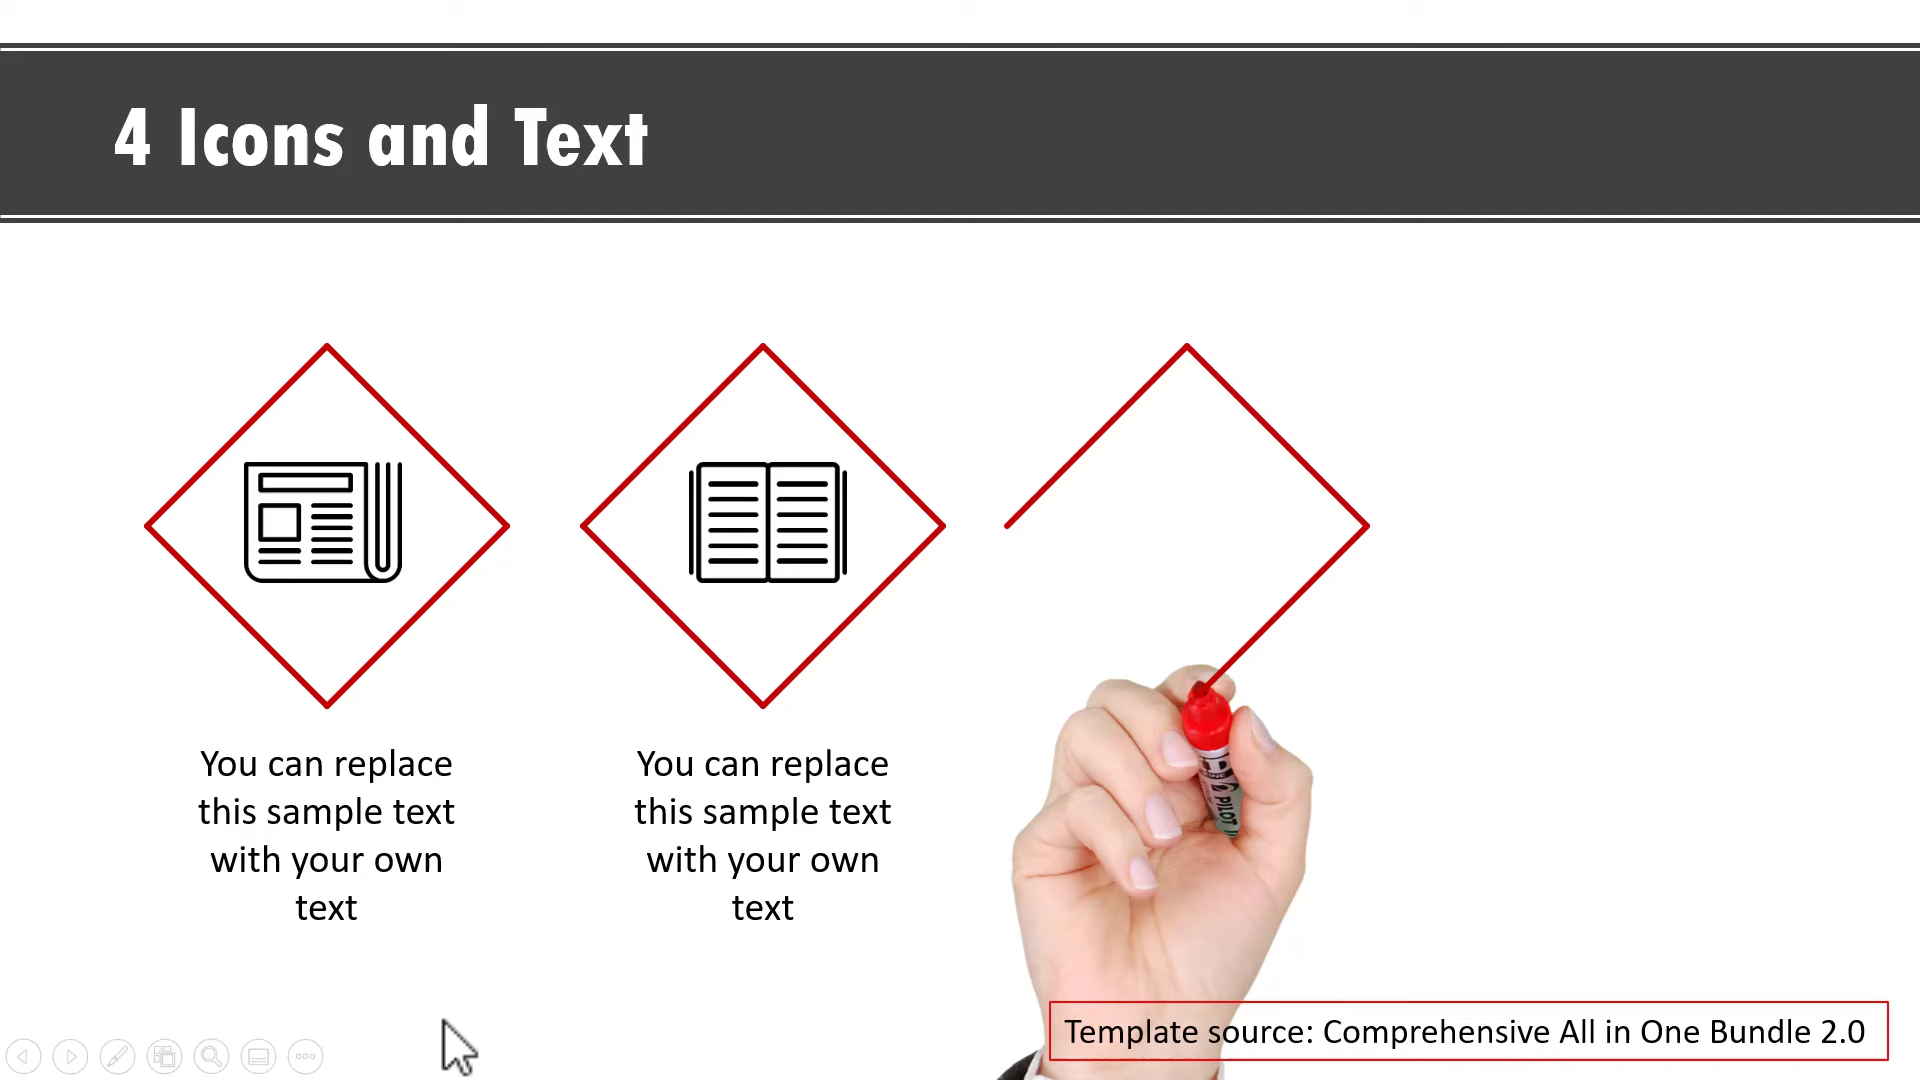 4 Icons and Text
You can replace
this sample text
with your own
text
You can replace
this sample text
with your own
text
PILOT
Template source: Comprehensive All in One Bundle 2.0